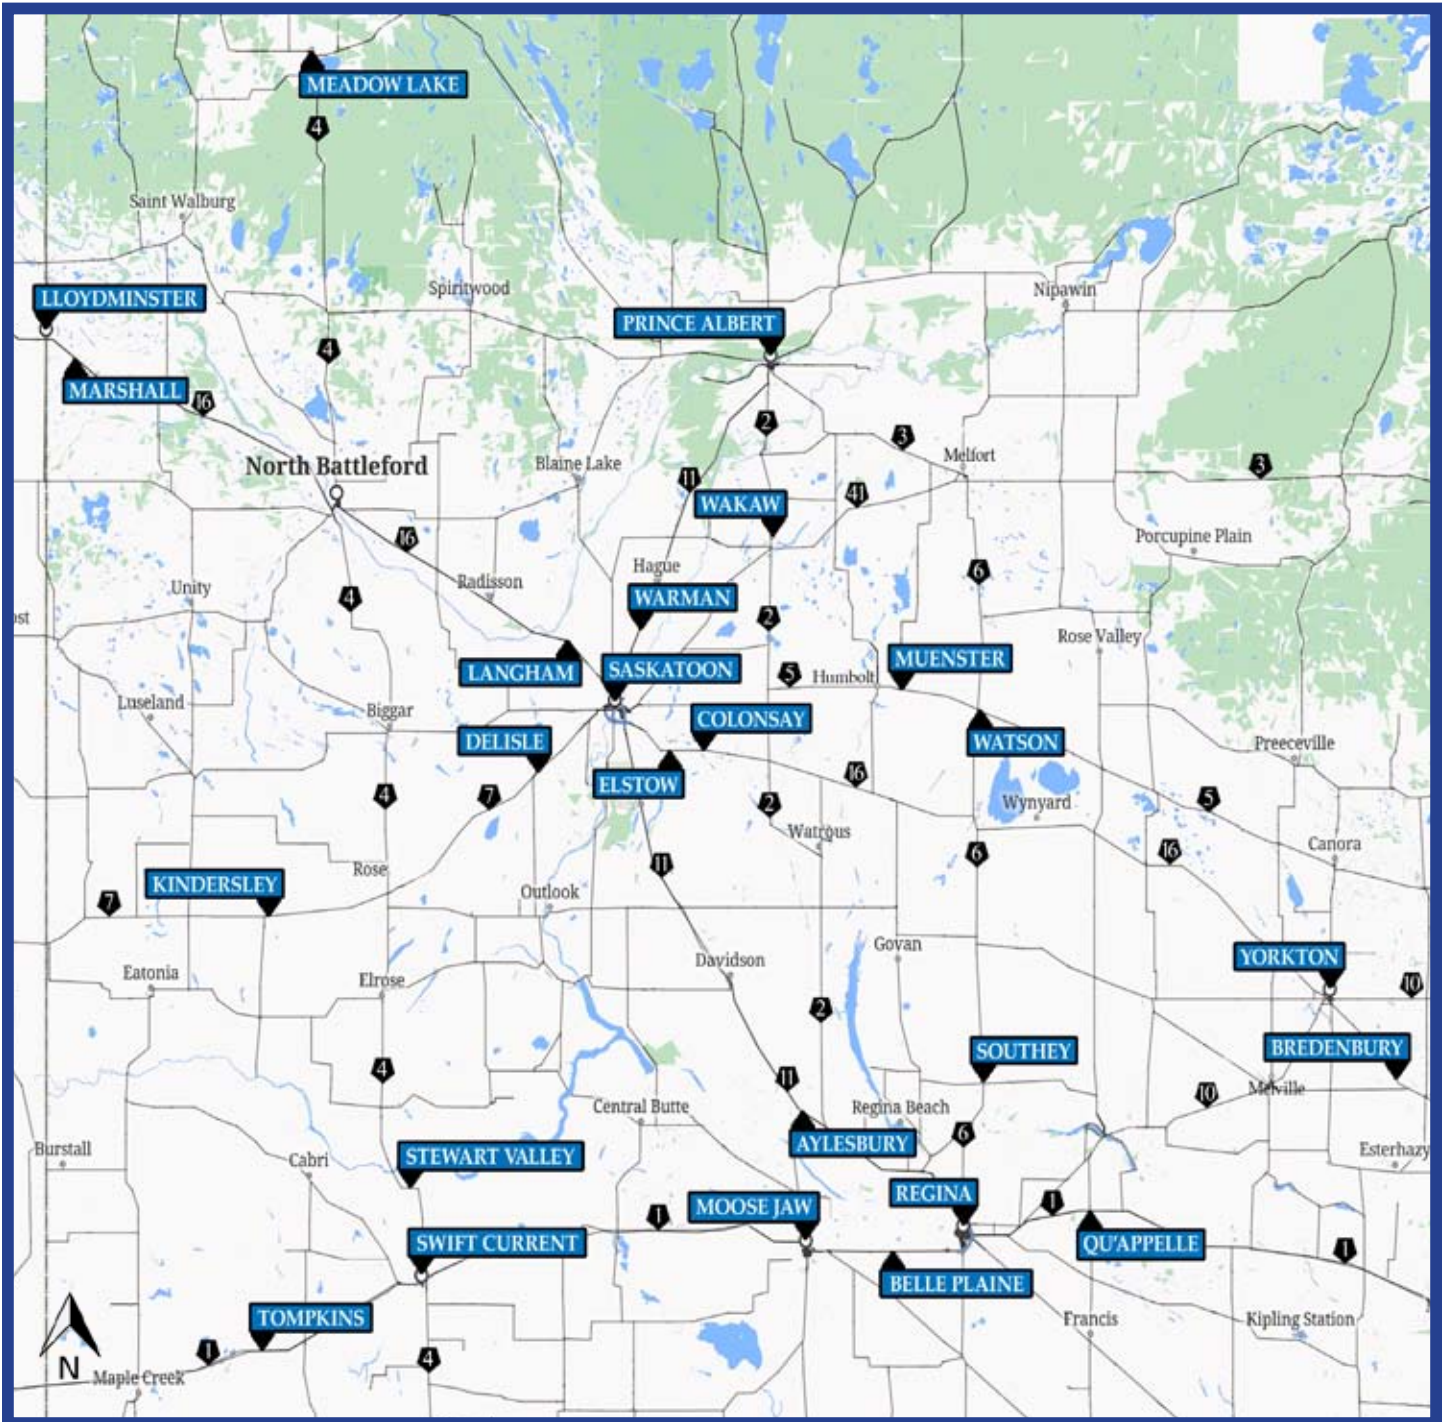 MEADOW LAKE
4
Saint Walburg
Spiritwood
Nipawin
LLOYDMINSTER
PRINCE ALBERT
4
MARSHALL
16
2
3
Melfort
3
North Battleford
Blaine Lake
11
41
WAKAW
16
Porcupine Plain
Hague
6
Radisson
Unity
4
WARMAN
2
ost
Rose Valley
LANGHAM
SASKATOON
MUENSTER
5
Humbolt
Luseland
Biggar
COLONSAY
DELISLE
WATSON
Preeceville
ELSTOW
16
4
7
2
Wynyard
5
Watrous
Canora
6
16
11
Rose
KINDERSLEY
Outlook
7
Govan
YORKTON
Davidson
Eatonia
Elrose
10
2
BREDENBURY
SOUTHEY
4
11
10
Melville
Central Butte
Regina Beach
AYLESBURY
6
Burstall
STEWART VALLEY
Cabri
Esterhazy
REGINA
MOOSE JAW
1
1
SWIFT CURRENT
QU'APPELLE
1
BELLE PLAINE
TOMPKINS
Francis
Kipling Station
1
4
N
Maple Creek